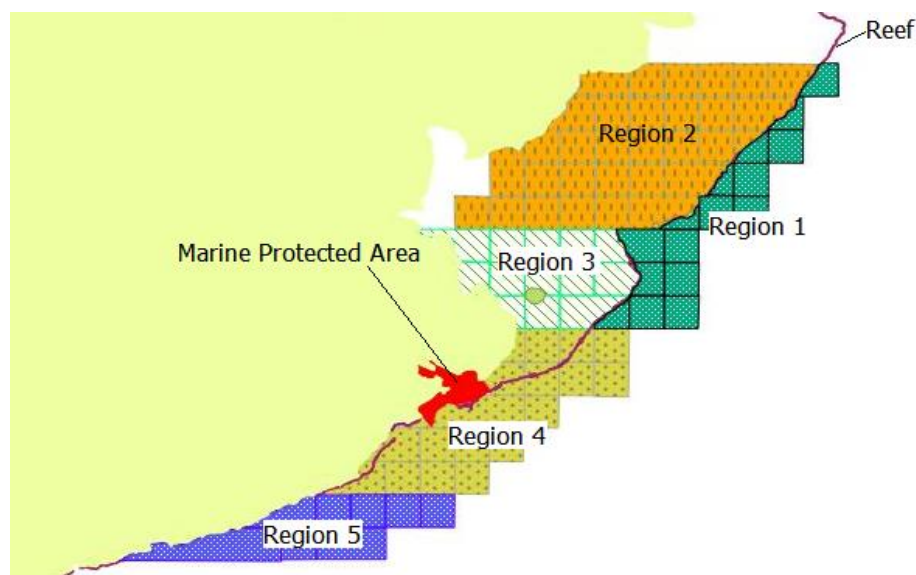 Reef
Region 2
Region 1
Marine Protected Area
Region 3
Region 4
Region 5